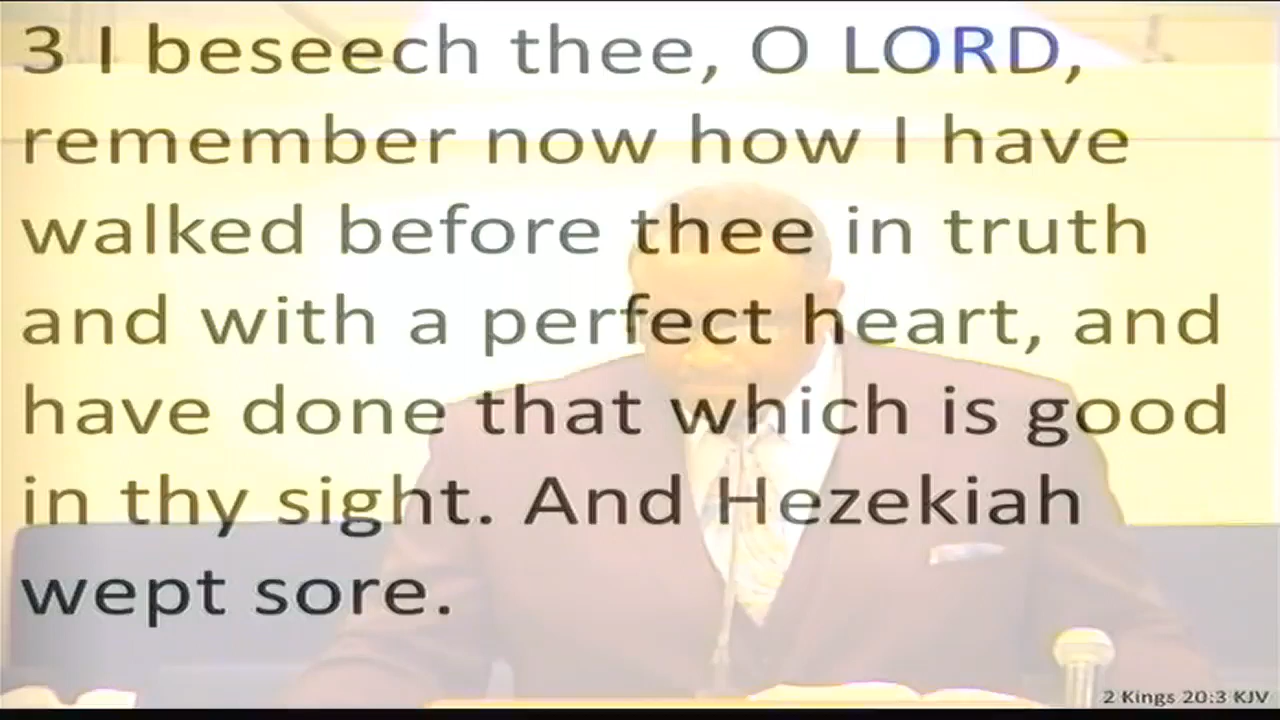 3 I beseech thee, O LORD,
remember now how I have
walked before thee in truth
and with a perfect heart, and
have done that which is good
in thy sight. And Hezekiah
wept sore.
2 Kings 20:3 KJV